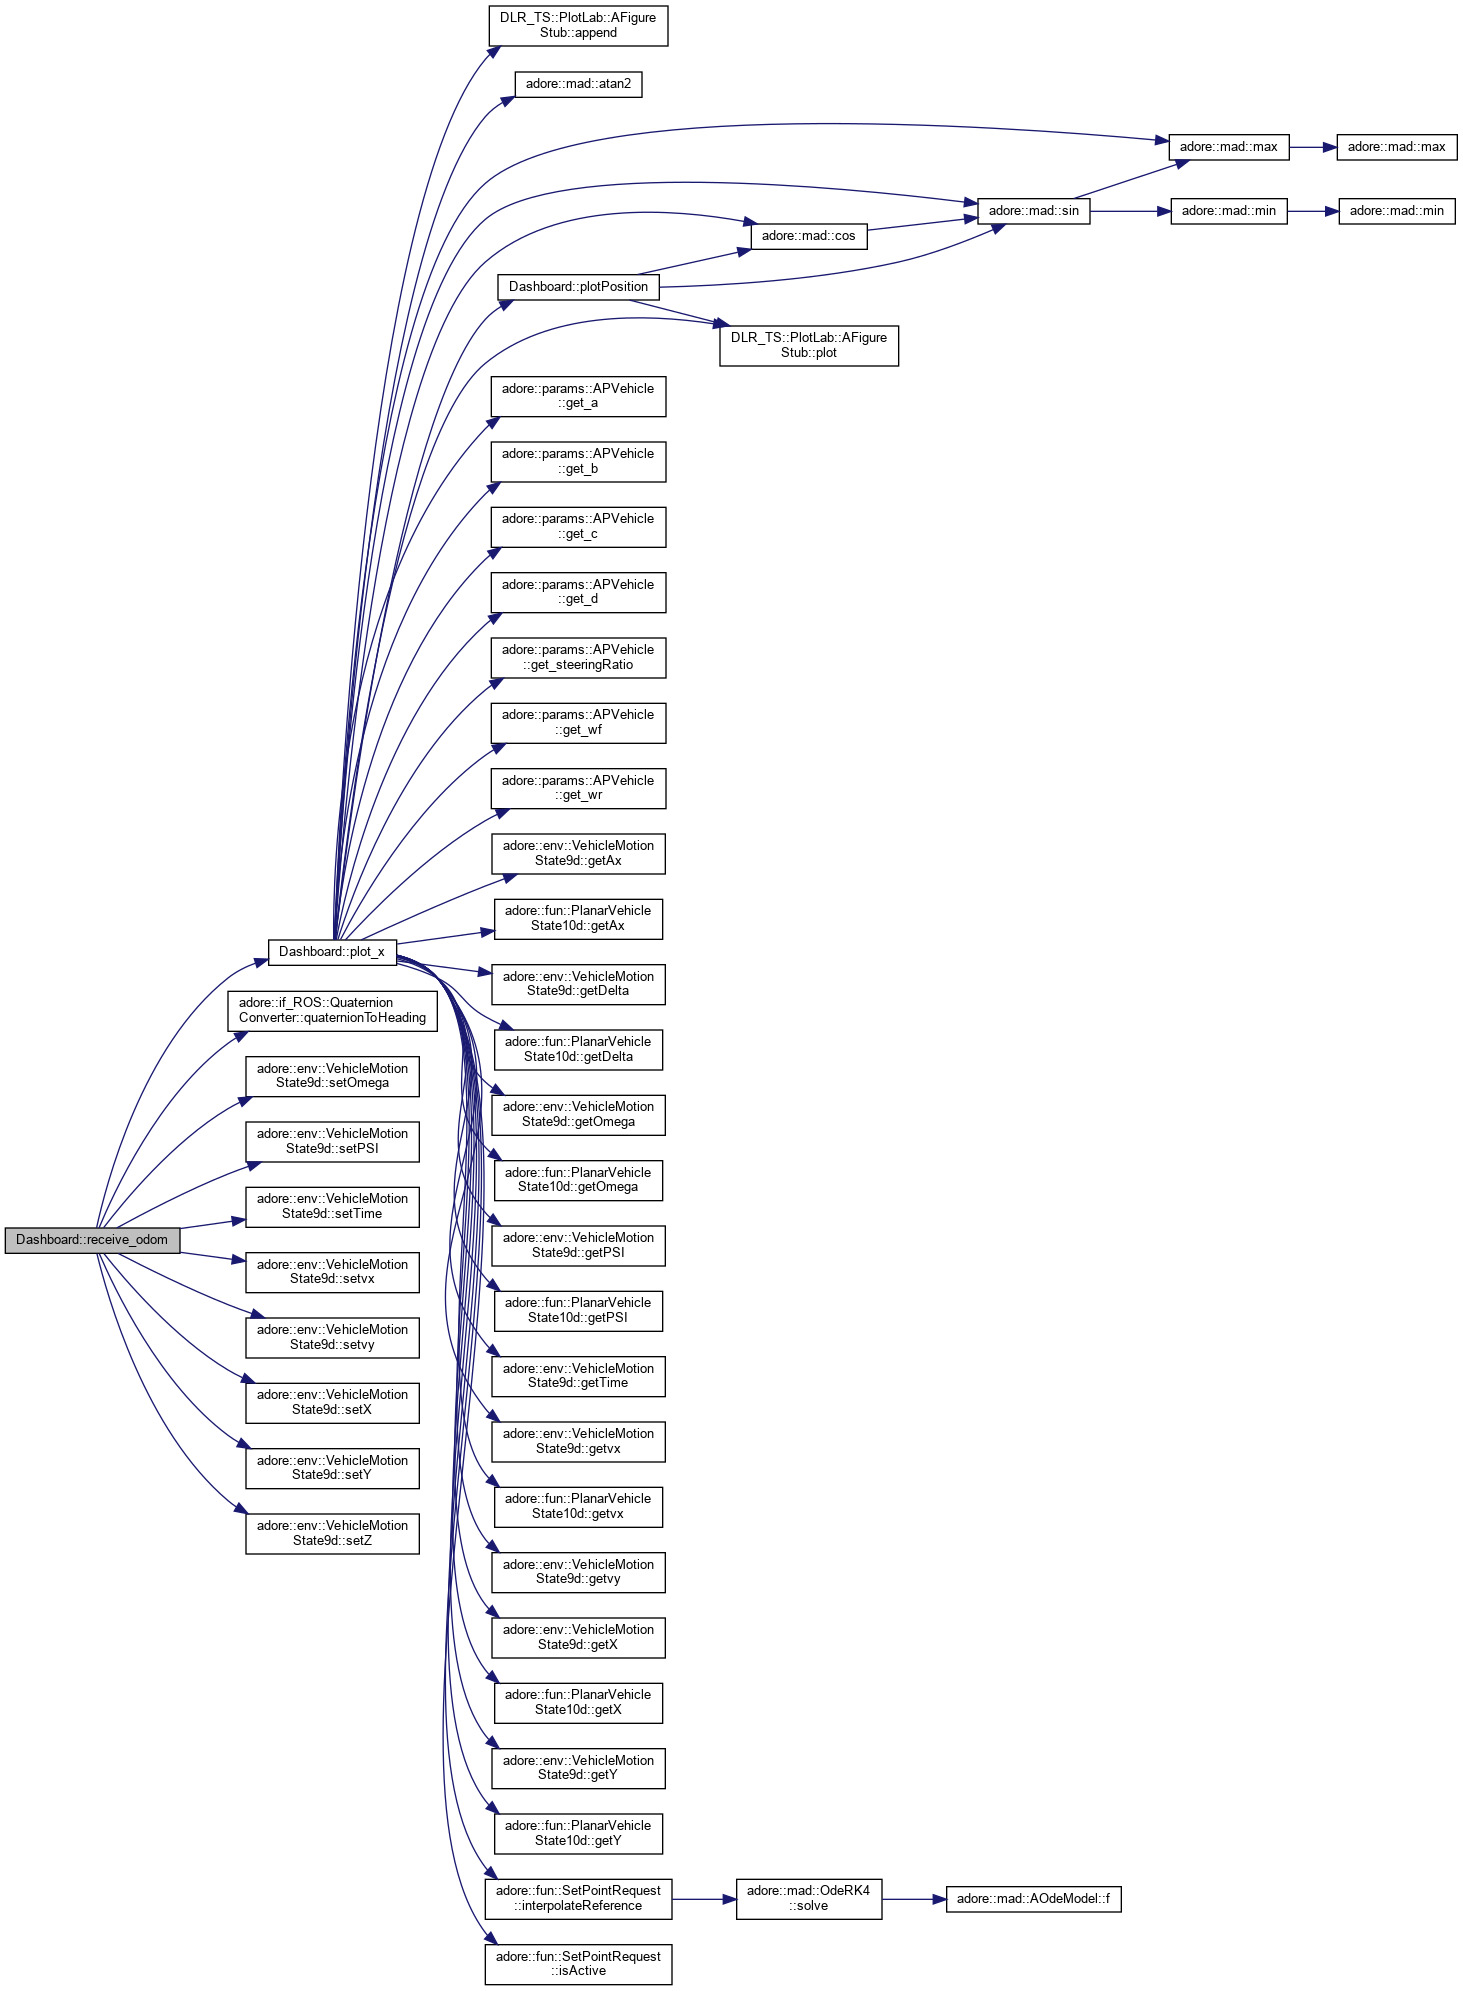 DLR_TS::PlotLab::AFigure
Stub::append
adore::mad::atan2
adore::mad::max
adore::mad::max
adore::mad::sin
adore::mad::min
adore::mad::min
adore::mad::cos
Dashboard::plotPosition
DLR_TS::PlotLab::AFigure
Stub::plot
adore::params::APVehicle
::get_a
adore::params::APVehicle
::get_b
adore::params::APVehicle
::get_c
adore::params::APVehicle
::get_d
adore::params::APVehicle
::get_steeringRatio
adore::params::APVehicle
::get_wf
adore::params::APVehicle
::get_wr
adore::env::VehicleMotion
State9d::getAx
adore::fun::PlanarVehicle
State10d::getAx
Dashboard::plot_x
adore::env::VehicleMotion
State9d::getDelta
adore::if_ROS::Quaternion
Converter::quaternionToHeading
adore::fun::PlanarVehicle
State10d::getDelta
adore::env::VehicleMotion
State9d::setOmega
adore::env::VehicleMotion
State9d::getOmega
adore::env::VehicleMotion
State9d::setPSI
adore::fun::PlanarVehicle
State10d::getOmega
adore::env::VehicleMotion
State9d::setTime
Dashboard::receive_odom
adore::env::VehicleMotion
State9d::getPSI
adore::env::VehicleMotion
State9d::setvx
adore::fun::PlanarVehicle
State10d::getPSI
adore::env::VehicleMotion
State9d::setvy
adore::env::VehicleMotion
State9d::getTime
adore::env::VehicleMotion
State9d::setX
adore::env::VehicleMotion
State9d::getvx
adore::env::VehicleMotion
State9d::setY
adore::fun::PlanarVehicle
State10d::getvx
adore::env::VehicleMotion
State9d::setZ
adore::env::VehicleMotion
State9d::getvy
adore::env::VehicleMotion
State9d::getX
adore::fun::PlanarVehicle
State10d::getX
adore::env::VehicleMotion
State9d::getY
adore::fun::PlanarVehicle
State10d::getY
adore::fun::SetPointRequest
::interpolateReference
adore::mad::OdeRK4
::solve
adore::mad::AOdeModel::f
adore::fun::SetPointRequest
::isActive